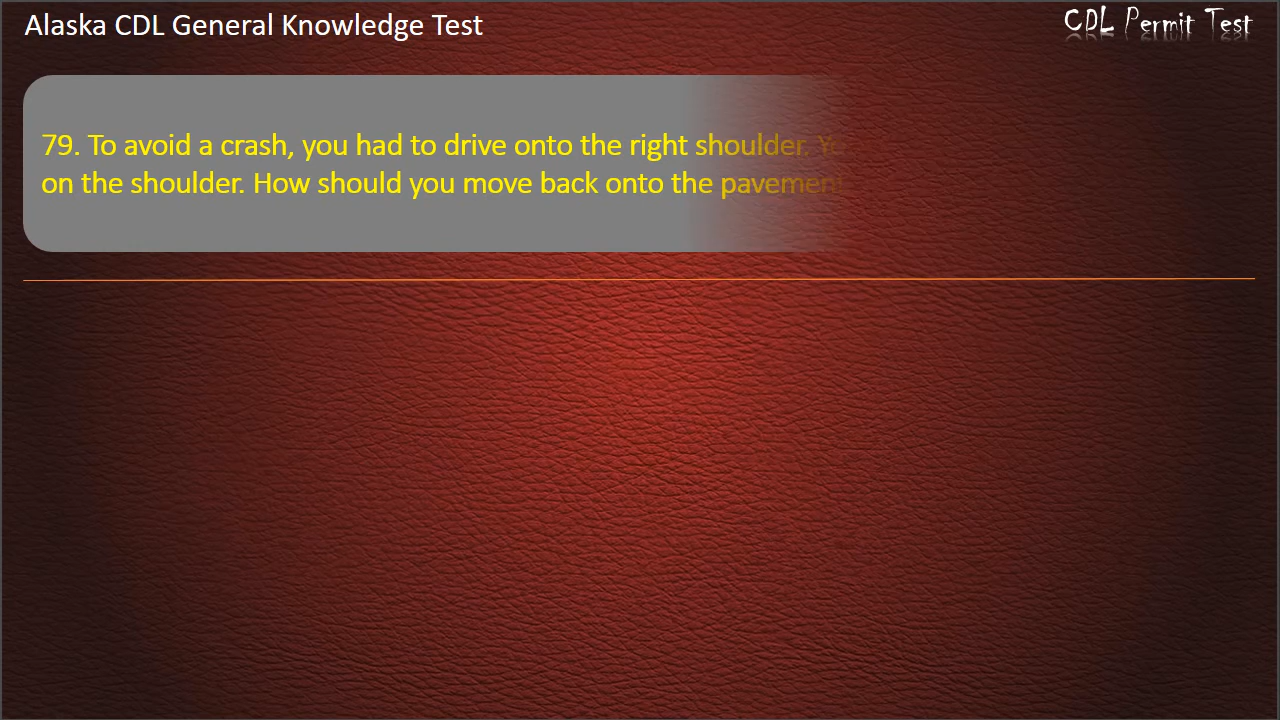 Alaska CDL General Knowledge Test
CDL Permit Test
79. To avoid a crash, you had to drive onto the right shoulder.
on the shoulder. How should you move back onto the pavement